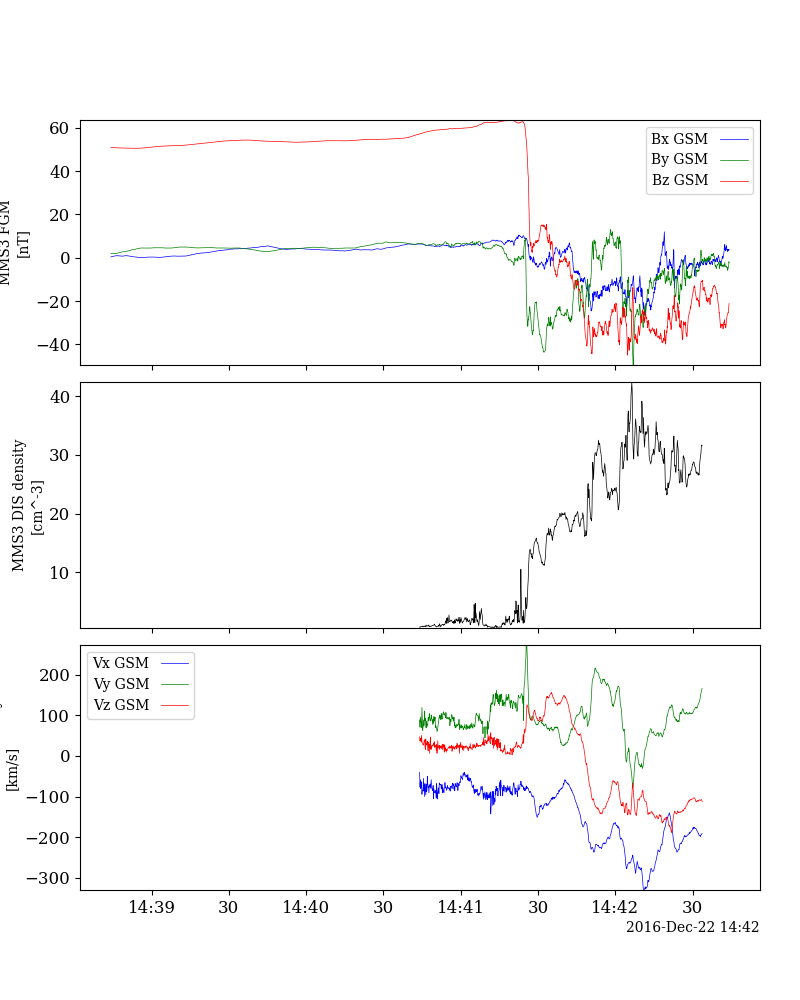 60
40
20
0
−20
−40
MMS3 FGM
[nT]
Bx GSM
By GSM
Bz GSM
40
30
20
10
MMS3 DIS density
[cm^-3]
200
100
0
−100
−200
−300
[km/s]
Vx GSM
Vy GSM
Vz GSM
14:39
30
14:40
30
14:41
30
14:42
30
2016-Dec-22 14:42